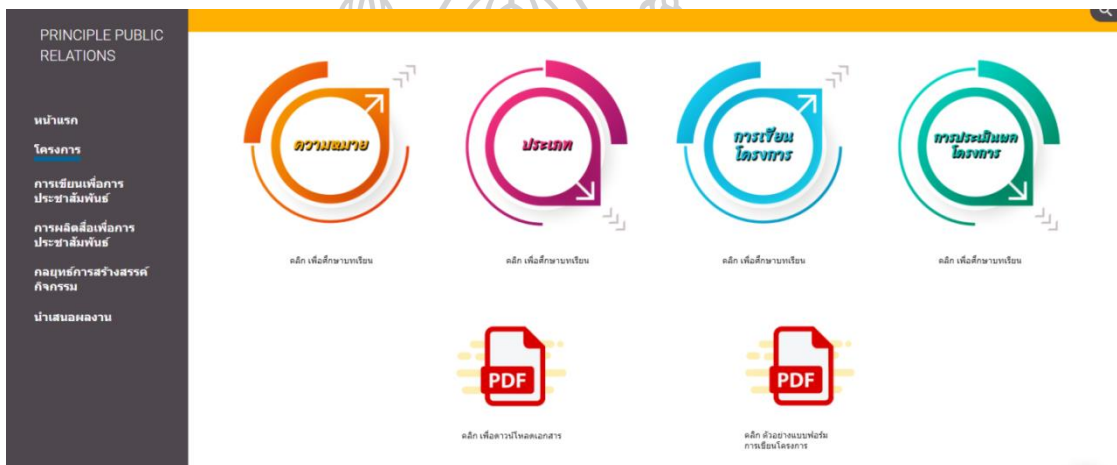 PRINCIPLE PUBLIC
RELATIONS
หน้าแรก
โครงการ
การเขียนเพื่อการ
ประชาสัมพันธ์
การผลิตสื่อเพื่อการ
ประชาสัมพันธ์
กลยุทธ์การสร้างสรรค์
กิจกรรม
นำเสนอผลงาน
ความหมาย
ประเภท
การเขียน
โครงการ
การประเมินผล
โครงการ
คลิก เพื่อศึกษาบทเรียน
คลิก เพื่อศึกษาบทเรียน
คลิก เพื่อศึกษาบทเรียน
คลิก เพื่อศึกษาบทเรียน
PDF
PDF
คลิก เพื่อดาวน์โหลดเอกสาร
คลิก ตัวอย่างแบบฟอร์ม
การเขียนโครงการ